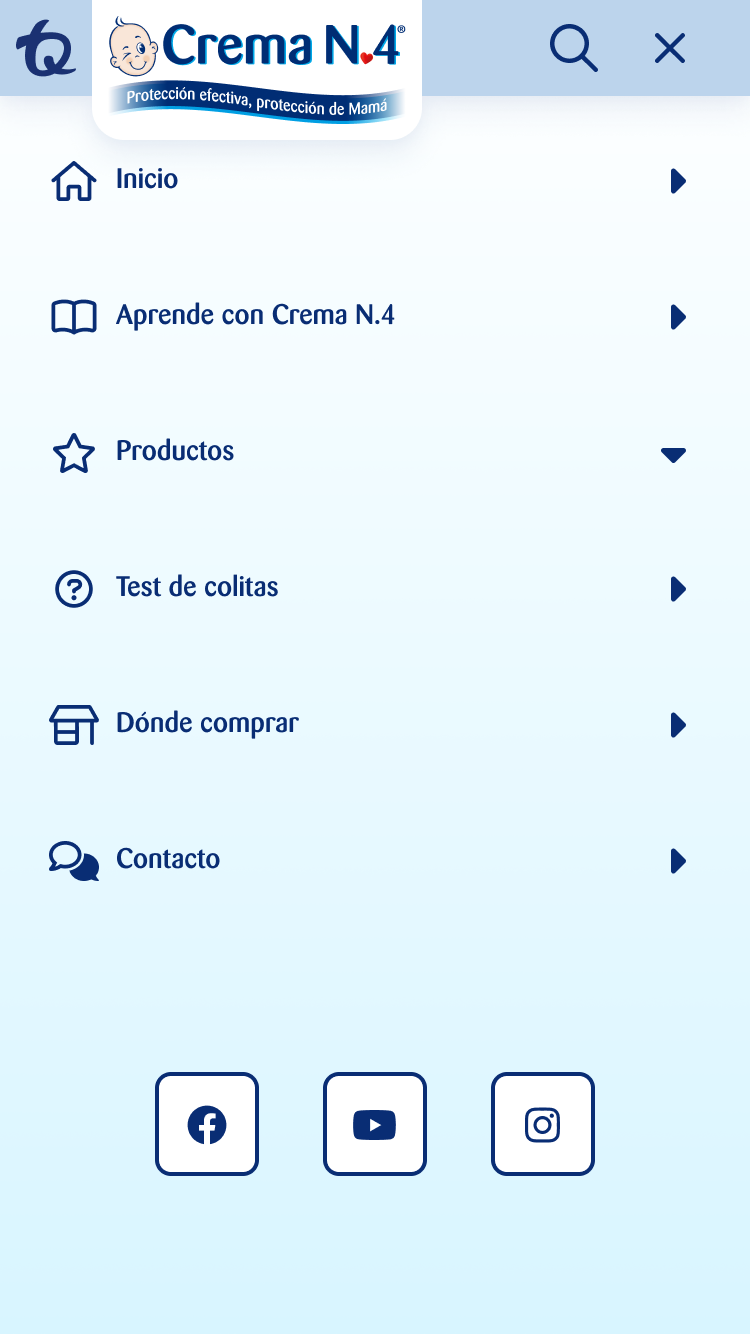 TQ
Crema N.4®
Protección efectiva, protección de Mamá
Inicio
Aprende con Crema N.4
Productos
Test de colitas
Dónde comprar
Contacto